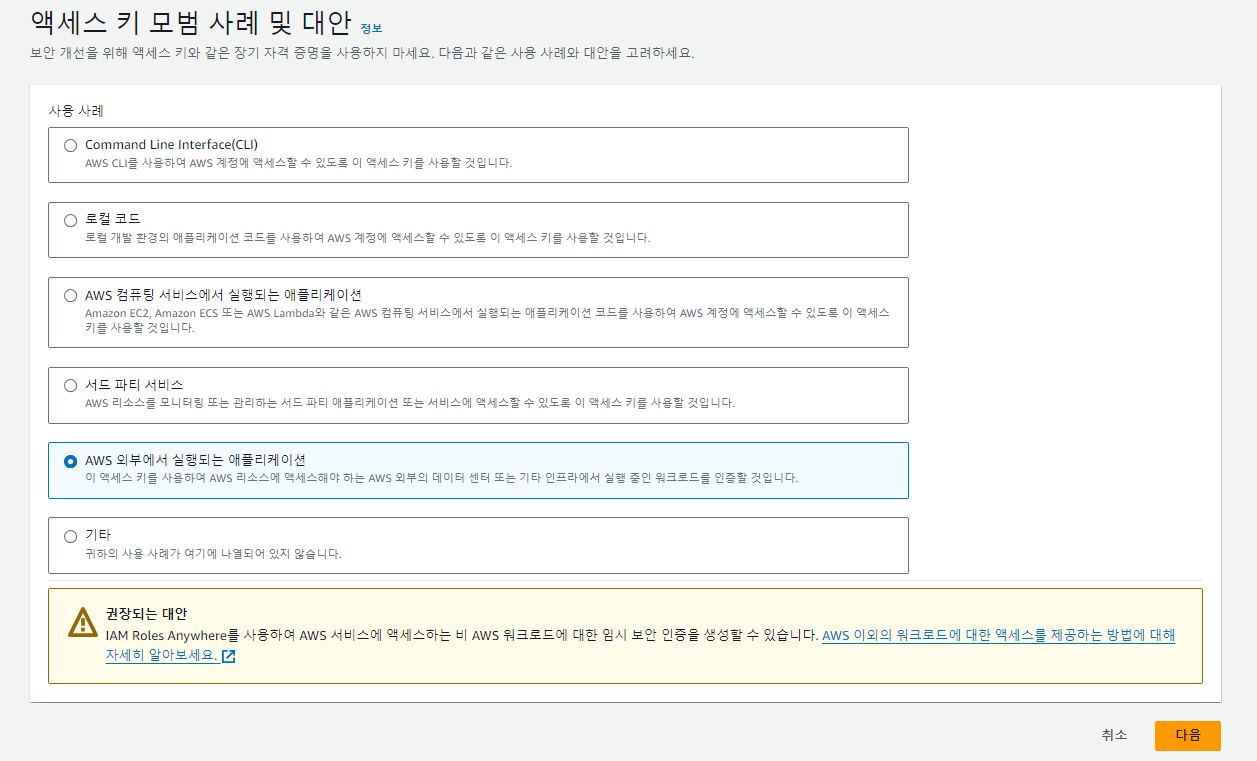 액세스 키 모범 사례 및 대안 정보
보안 개선을 위해 액세스 키와 같은 장기 자격 증명을 사용하지 마세요. 다음과 같은 사용 사례와 대안을 고려하세요.
사용 사례
Command Line Interface(CLI)
AWS CLI를 사용하여 AWS 계정에 액세스할 수 있도록 이 액세스 키를 사용할 것입니다.
로컬 코드
로컬 개발 환경의 애플리케이션 코드를 사용하여 AWS 계정에 액세스할 수 있도록 이 액세스 키를 사용할 것입니다.
AWS 컴퓨팅 서비스에서 실행되는 애플리케이션
Amazon EC2, Amazon ECS 또는 AWS Lambda와 같은 AWS 컴퓨팅 서비스에서 실행되는 애플리케이션 코드를 사용하여 AWS 계정에 액세스할 수 있도록 이 액세스
키를 사용할 것입니다.
서드 파티 서비스
AWS 리소스를 모니터링 또는 관리하는 서드 파티 애플리케이션 또는 서비스에 액세스할 수 있도록 이 액세스 키를 사용할 것입니다.
AWS 외부에서 실행되는 애플리케이션
이 액세스 키를 사용하여 AWS 리소스에 액세스해야 하는 AWS 외부의 데이터 센터 또는 기타 인프라에서 실행 중인 워크로드를 인증할 것입니다.
기타
귀하의 사용 사례가 여기에 나열되어 있지 않습니다.
권장되는 대안
IAM Roles Anywhere를 사용하여 AWS 서비스에 액세스하는 비 AWS 워크로드에 대한 임시 보안 인증을 생성할 수 있습니다. AWS 이외의 워크로드에 대한 액세스를 제공하는 방법에 대해
자세히 알아보세요.
취소
다음